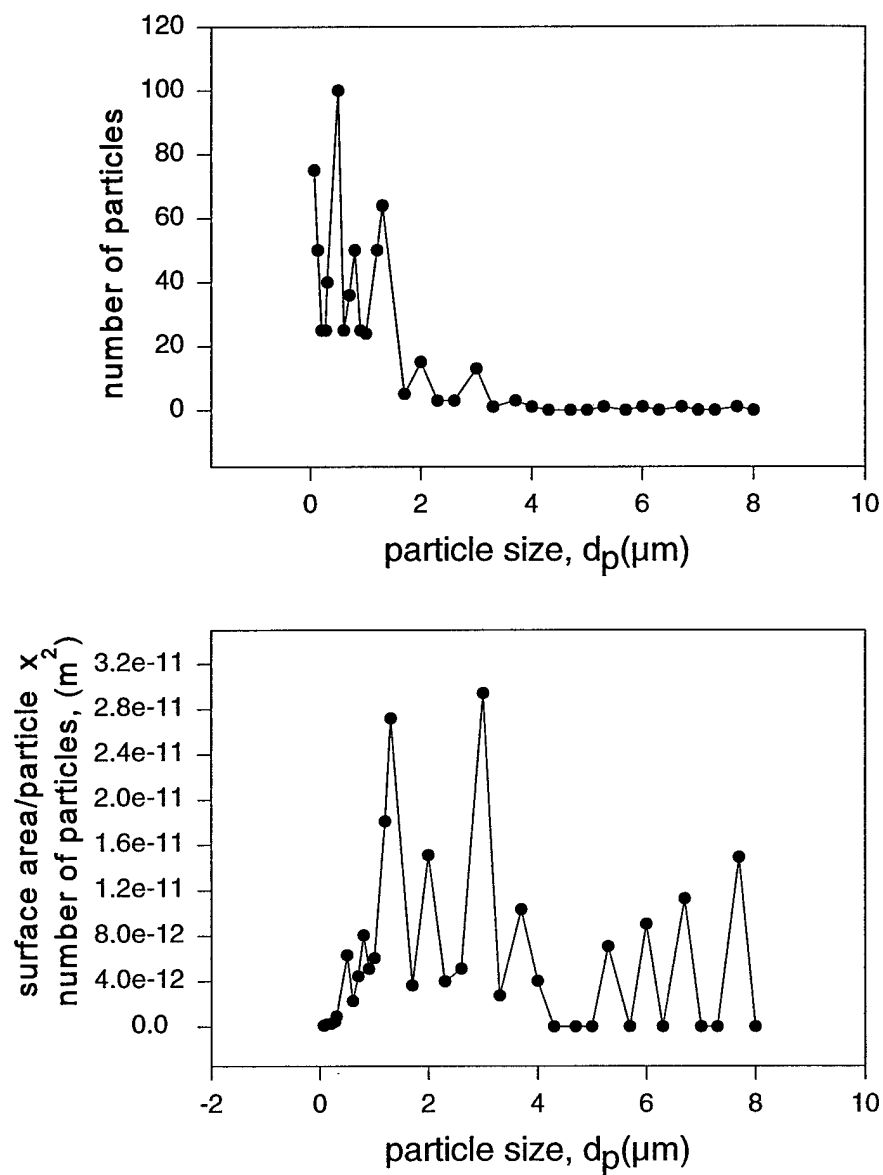 120
100
80
60
40
20
0
number of particles
0 2 4 6 8 10
particle size, dp(µm)
3.2e-11
2.8e-11
2.4e-11
2.0e-11
1.6e-11
1.2e-11
8.0e-12
4.0e-12
0.0
surface area/particle x
number of particles, (m2)
-2 0 2 4 6 8 10
particle size, dp(µm)